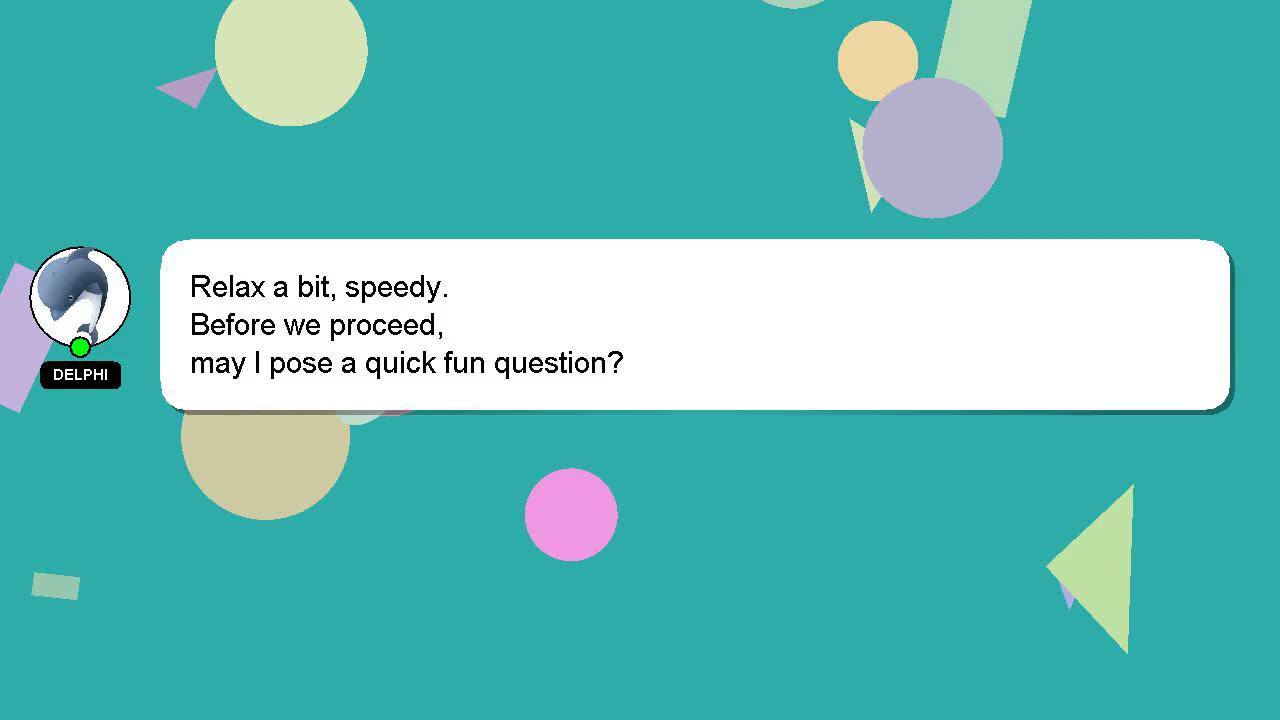 Relax a bit, speedy.
Before we proceed,
may I pose a quick fun question?
DELPHI